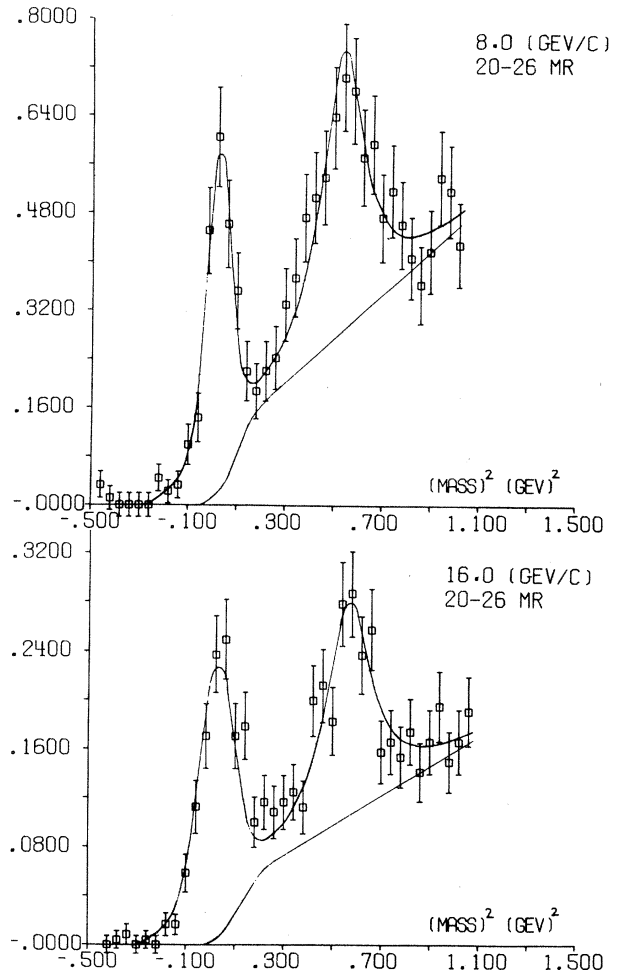 .8000
8.0 (GEV/C)
20-26 MR
.6400
.4800
.3200
.1600
(MASS)2 (GEV)2
-.0000
-.500 -.100 .300 .700 1.100 1.500
.3200
16.0 (GEV/C)
20-26 MR
.2400
.1600
.0800
(MASS)2 (GEV)2
-.0000
-.500 -.100 .300 .700 1.100 1.500